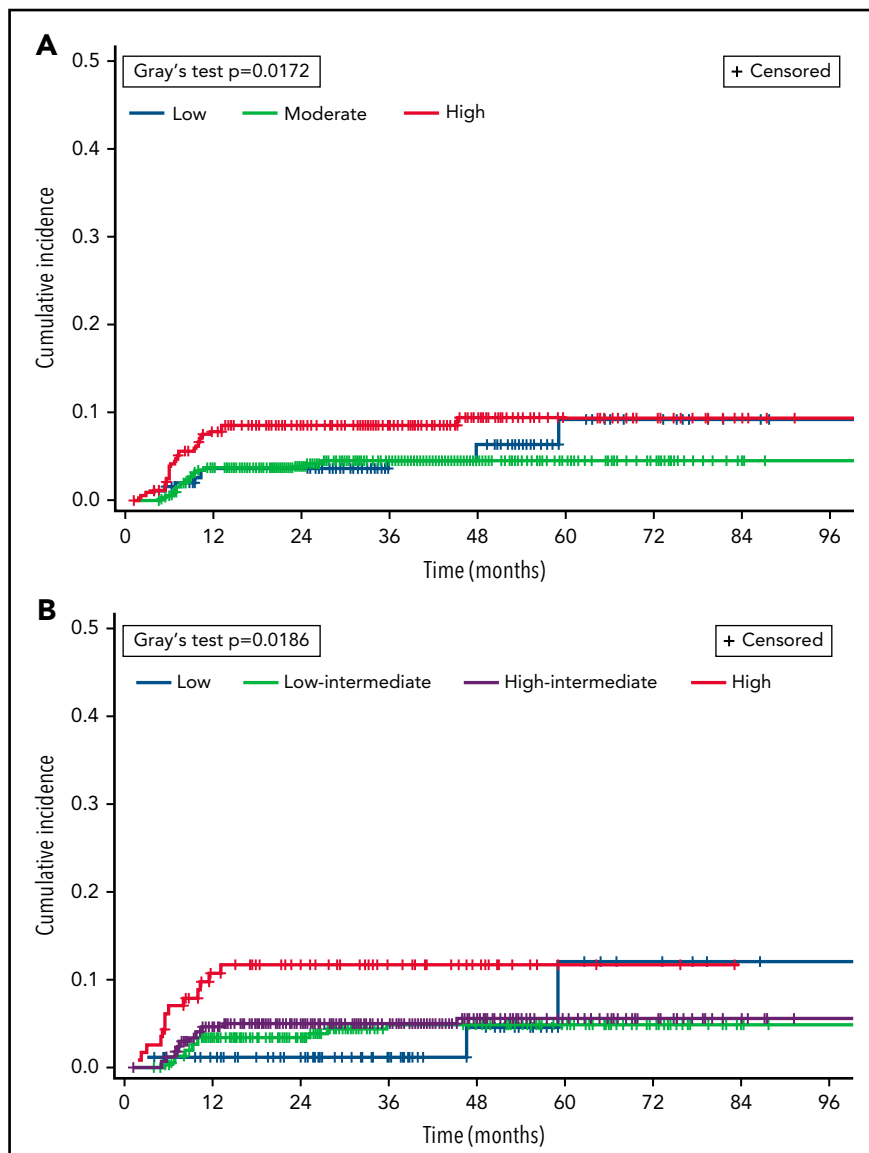 A
Gray's test p=0.0172
+ Censored
Low Moderate High
0.5
0.4
0.3
0.2
0.1
0.0
Cumulative incidence
0 12 24 36 48 60 72 84 96
Time (months)
B
Gray's test p=0.0186
+ Censored
Low Low-intermediate High-intermediate High
0.5
0.4
0.3
0.2
0.1
0.0
Cumulative incidence
0 12 24 36 48 60 72 84 96
Time (months)